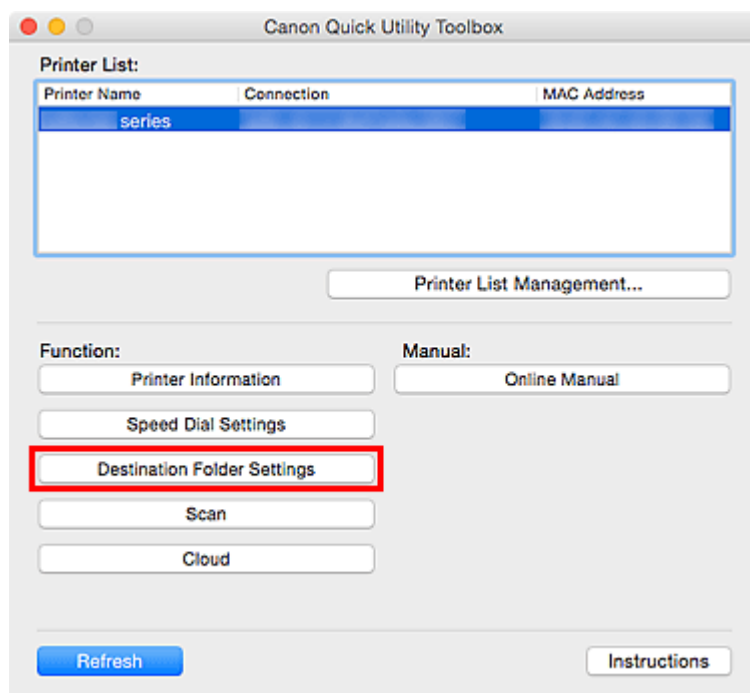 Canon Quick Utility Toolbox
Printer List:
Printer Name Connection MAC Address
series
Printer List Management...
Function: Manual:
Printer Information Online Manual
Speed Dial Settings
Destination Folder Settings
Scan
Cloud
Refresh Instructions